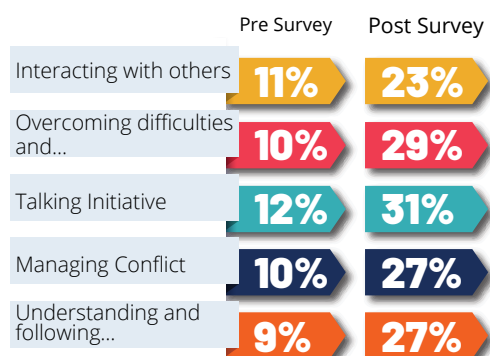 Pre Survey Post Survey
Interacting with others 11% 23%
Overcoming difficulties
and... 10% 29%
Talking Initiative 12% 31%
Managing Conflict 10% 27%
Understanding and
following... 9% 27%